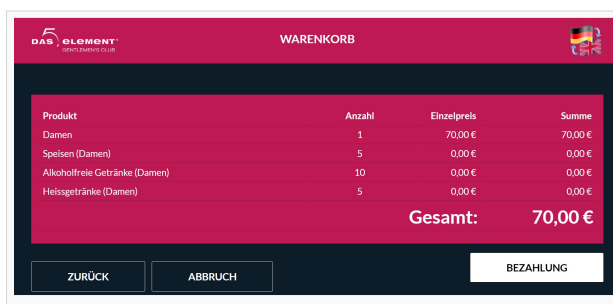 DAS 5. ELEMENT
GENTLEMEN'S CLUB
WARENKORB
Produkt Anzahl Einzelpreis Summe
Damen 1 70,00 € 70,00 €
Speisen (Damen) 5 0,00 € 0,00 €
Alkoholfreie Getränke (Damen) 10 0,00 € 0,00 €
Heissgetränke (Damen) 5 0,00 € 0,00 €
Gesamt: 70,00 €
ZURÜCK ABBRUCH BEZAHLUNG